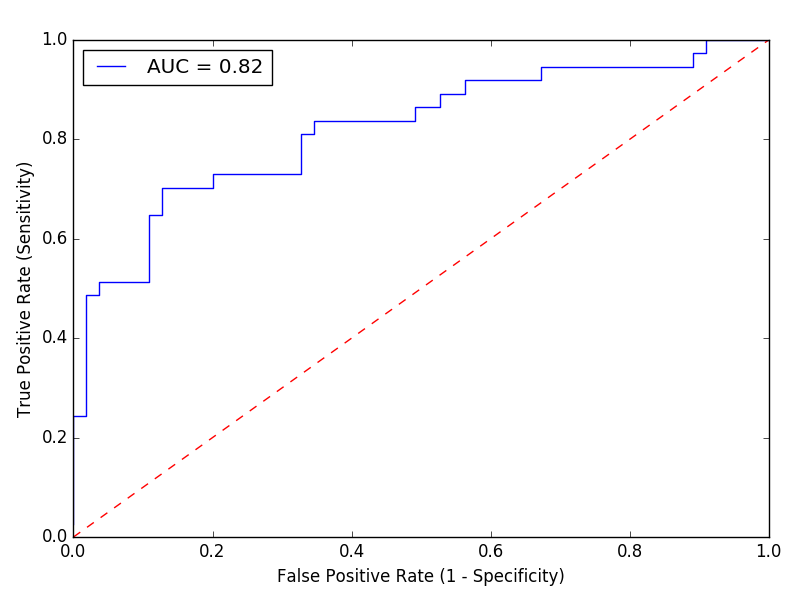 AUC = 0.82
1.0
0.8
0.6
0.4
0.2
0.0
True Positive Rate (Sensitivity)
0.0 0.2 0.4 0.6 0.8 1.0
False Positive Rate (1 - Specificity)